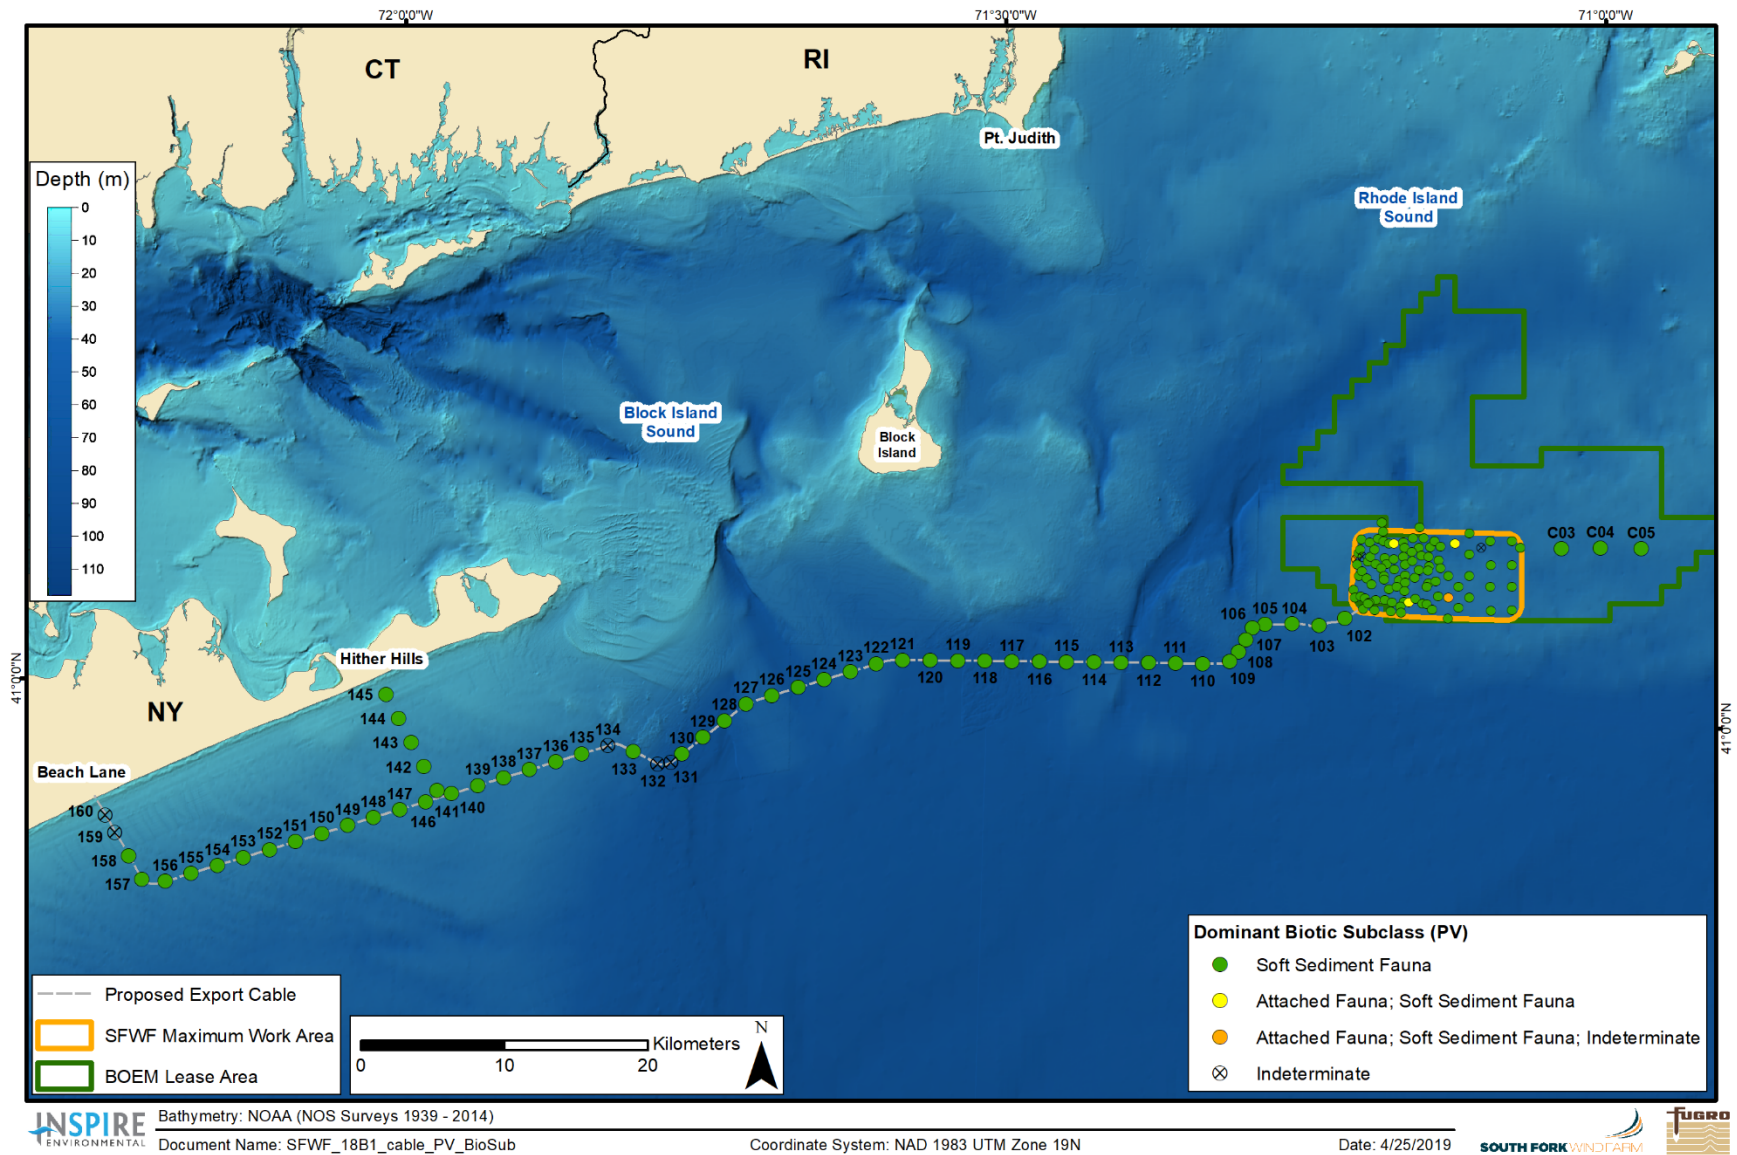 72°0'0"W
71°30'0"W
71°0'0"W
CT
RI
Pt. Judith
Depth (m)
0
10
20
30
40
50
60
70
80
90
100
110
Rhode Island
Sound
Block Island
Sound
Block
Island
C03 C04 C05
106 105 104
102
103
107
108
109
122 121 119 117 115 113 111
120 118 116 114 112 110
127 126 125 124 123
128
129
130
131
132
133
134
135
136
137
138
139
140
141
146
147
148
149
150
151
152
153
154
155
156
157
158
159
160
145
144
143
142
Hither Hills
NY
Beach Lane
41°0'0"N
41°0'0"N
Proposed Export Cable
SFWF Maximum Work Area
BOEM Lease Area
0 10 20
Kilometers
N
Dominant Biotic Subclass (PV)
Soft Sediment Fauna
Attached Fauna; Soft Sediment Fauna
Attached Fauna; Soft Sediment Fauna; Indeterminate
Indeterminate
INSPIRE
ENVIRONMENTAL
Bathymetry: NOAA (NOS Surveys 1939 - 2014)
Document Name: SFWF_18B1_cable_PV_BioSub
Coordinate System: NAD 1983 UTM Zone 19N
Date: 4/25/2019
SOUTH FORK WINDFARM
FUGRO